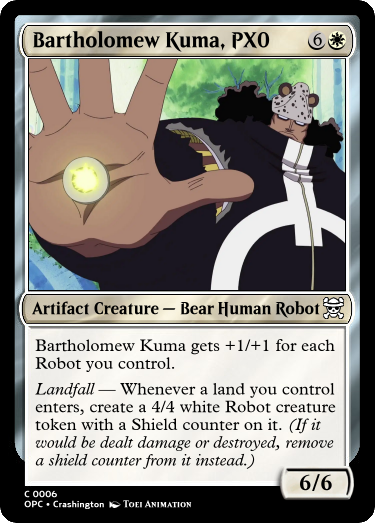 Bartholomew Kuma, PX0 6
Artifact Creature — Bear Human Robot
Bartholomew Kuma gets +1/+1 for each
Robot you control.
Landfall — Whenever a land you control
enters, create a 4/4 white Robot creature
token with a Shield counter on it. (If it
would be dealt damage or destroyed, remove
a shield counter from it instead.)
6/6
C 0006
OPC • Crashington TOEI ANIMATION